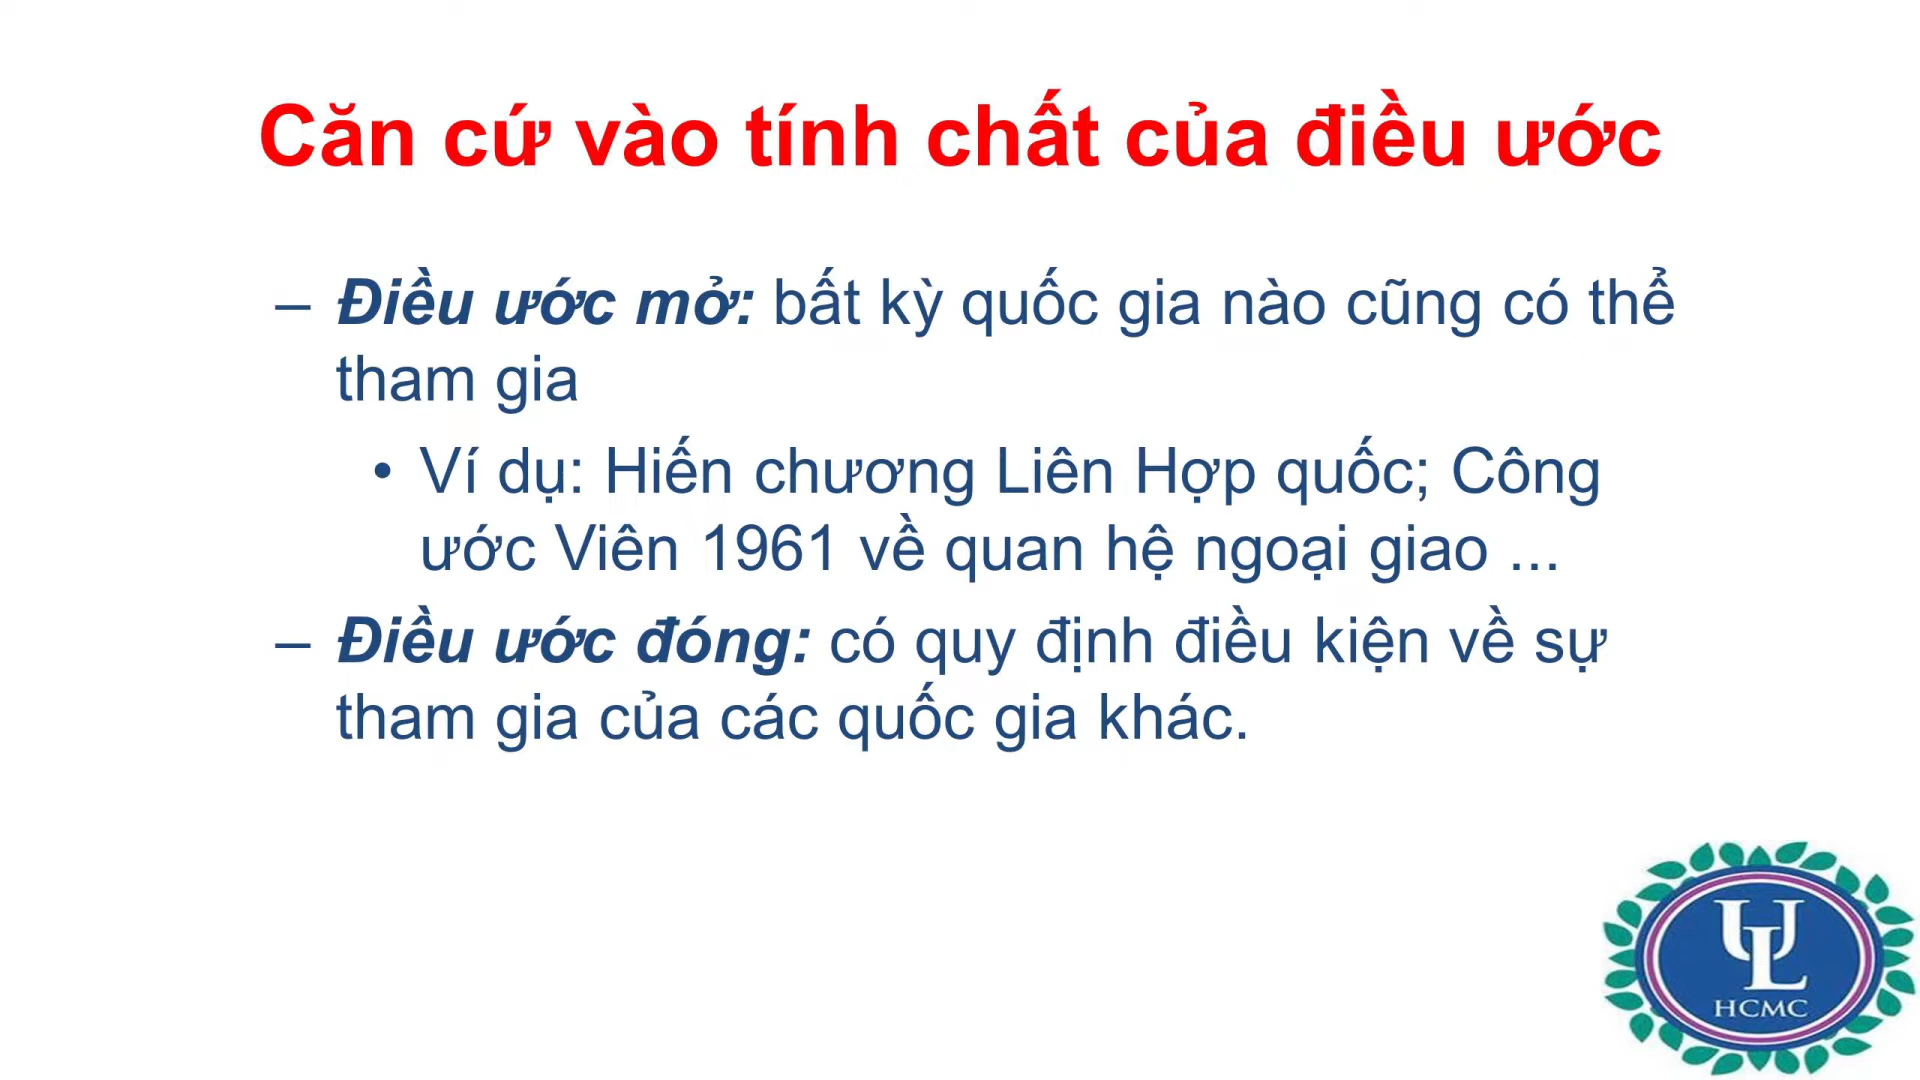 Căn cứ vào tính chất của điều ước
– Điều ước mở: bất kỳ quốc gia nào cũng có thể
tham gia
• Ví dụ: Hiến chương Liên Hợp quốc; Công
ước Viên 1961 về quan hệ ngoại giao ...
– Điều ước đóng: có quy định điều kiện về sự
tham gia của các quốc gia khác.
UL
HCMC